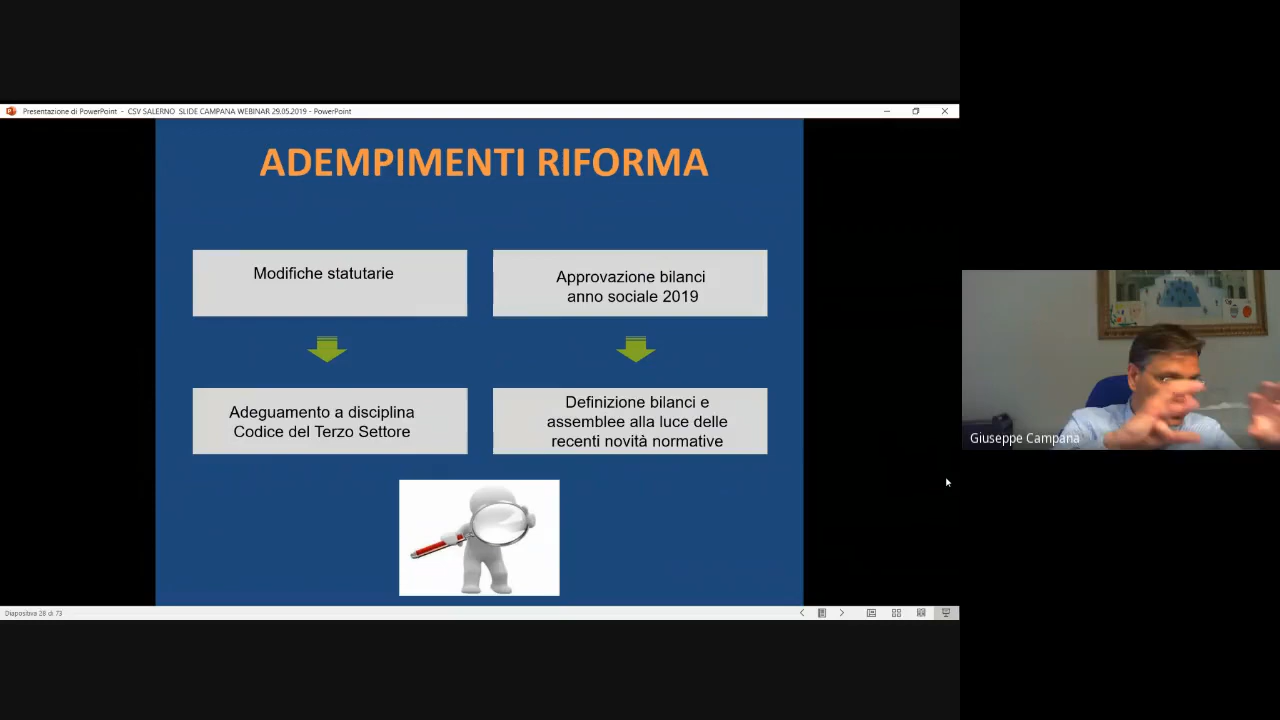 Presentazione di PowerPoint - CSV SALERNO SLIDE CAMPANA WEBINAR 29.05.2019 - PowerPoint
ADEMPIMENTI RIFORMA
Modifiche statutarie
Approvazione bilanci
anno sociale 2019
Adeguamento a disciplina
Codice del Terzo Settore
Definizione bilanci e
assemblee alla luce delle
recenti novità normative
Giuseppe Campana
Diapositiva 28 di 73